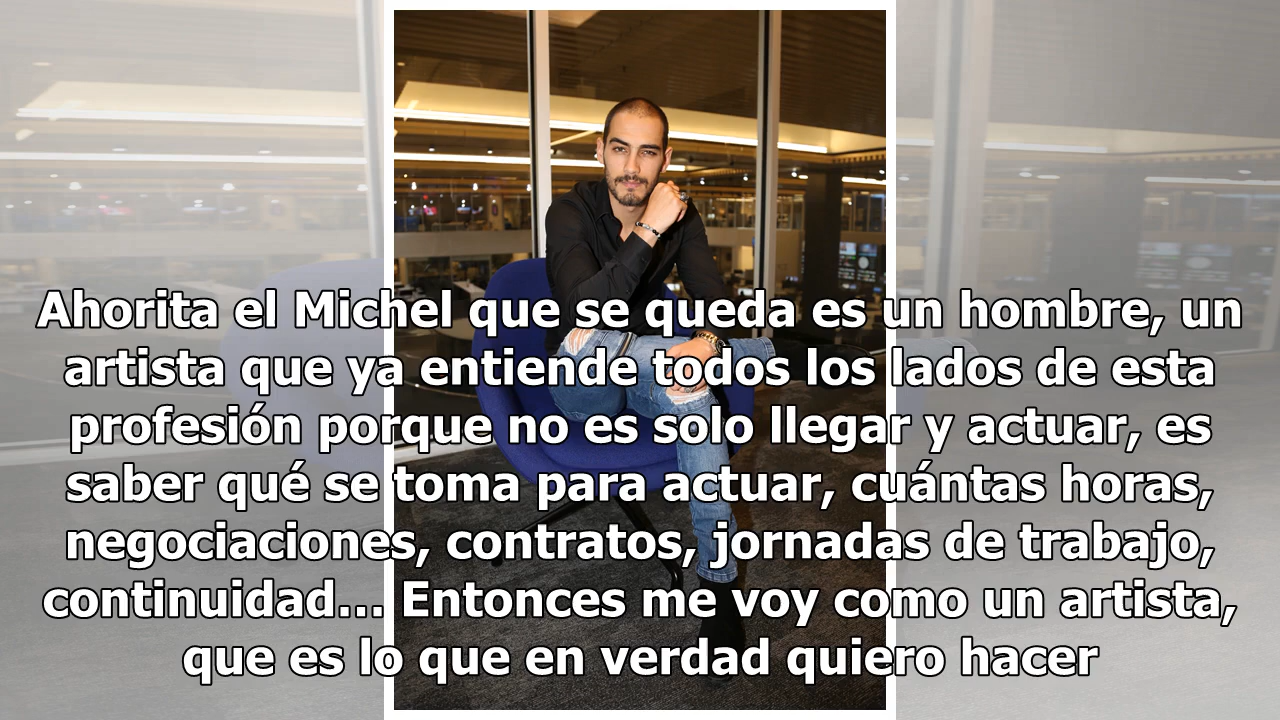 Ahorita el Michel que se queda es un hombre, un
artista que ya entiende todos los lados de esta
profesión porque no es solo llegar y actuar, es
saber qué se toma para actuar, cuántas horas,
negociaciones, contratos, jornadas de trabajo,
continuidad... Entonces me voy como un artista,
que es lo que en verdad quiero hacer